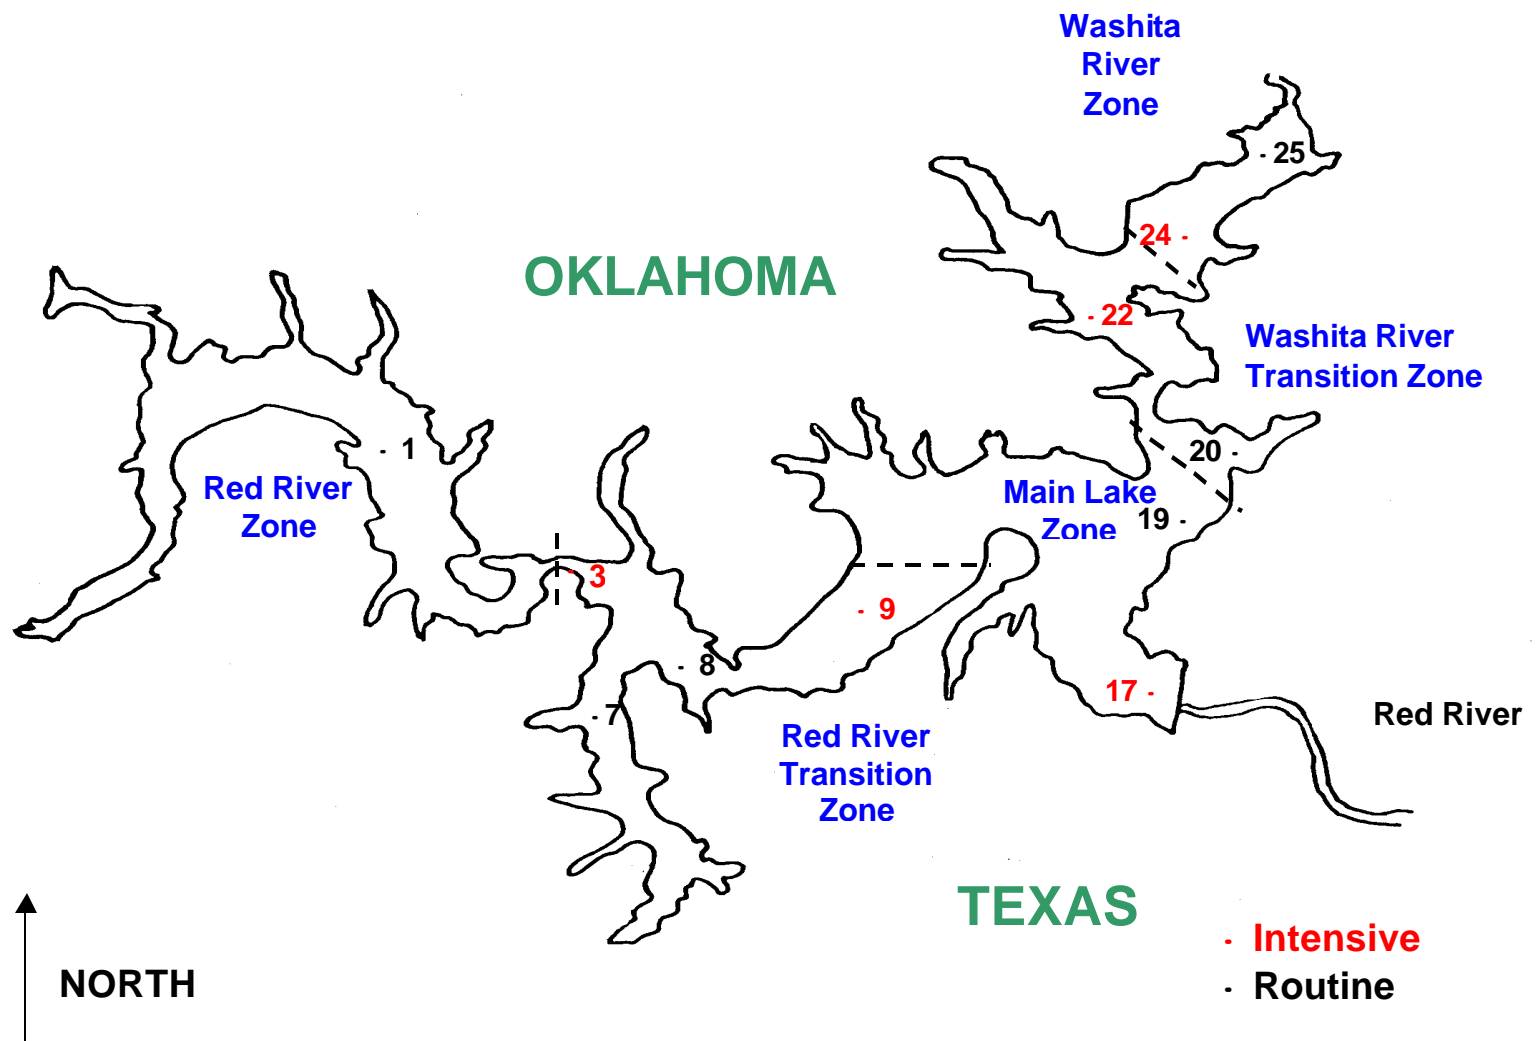 Washita
River
Zone
25
24
OKLAHOMA
22
Washita River
Transition Zone
1
20
Red River
Zone
Main Lake
Zone
19
3
9
8
17
7
Red River
Red River
Transition
Zone
TEXAS
Intensive
NORTH
Routine